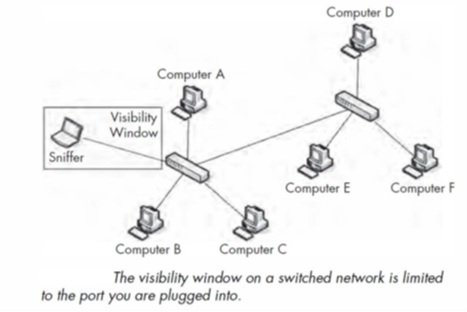 Computer D
Computer A
Visibility
Window
Sniffer
Computer E
Computer F
Computer B
Computer C
The visibility window on a switched network is limited
to the port you are plugged into.